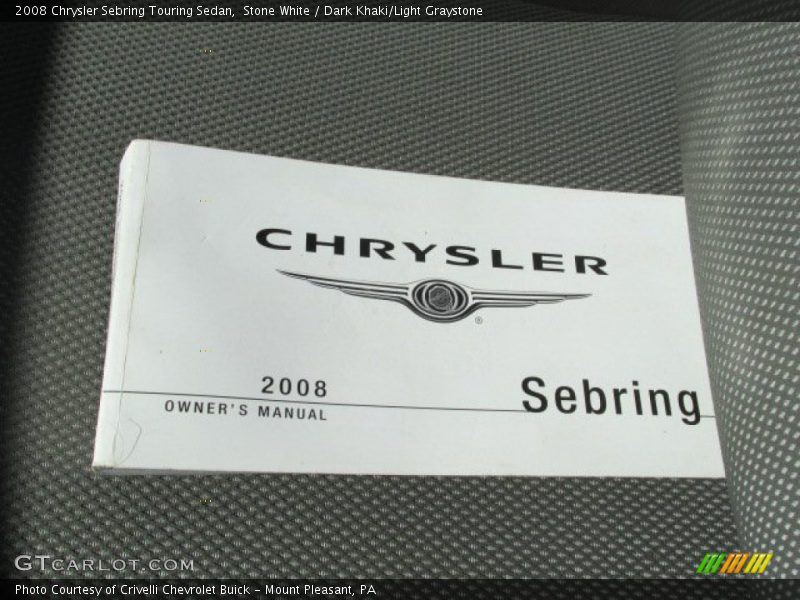 2008 Chrysler Sebring Touring Sedan,  Stone White / Dark Khaki/Light Graystone
CHRYSLER
®
2008
OWNER'S MANUAL
Sebring
GTCARLOT.COM
Photo Courtesy of Crivelli Chevrolet Buick - Mount Pleasant, PA